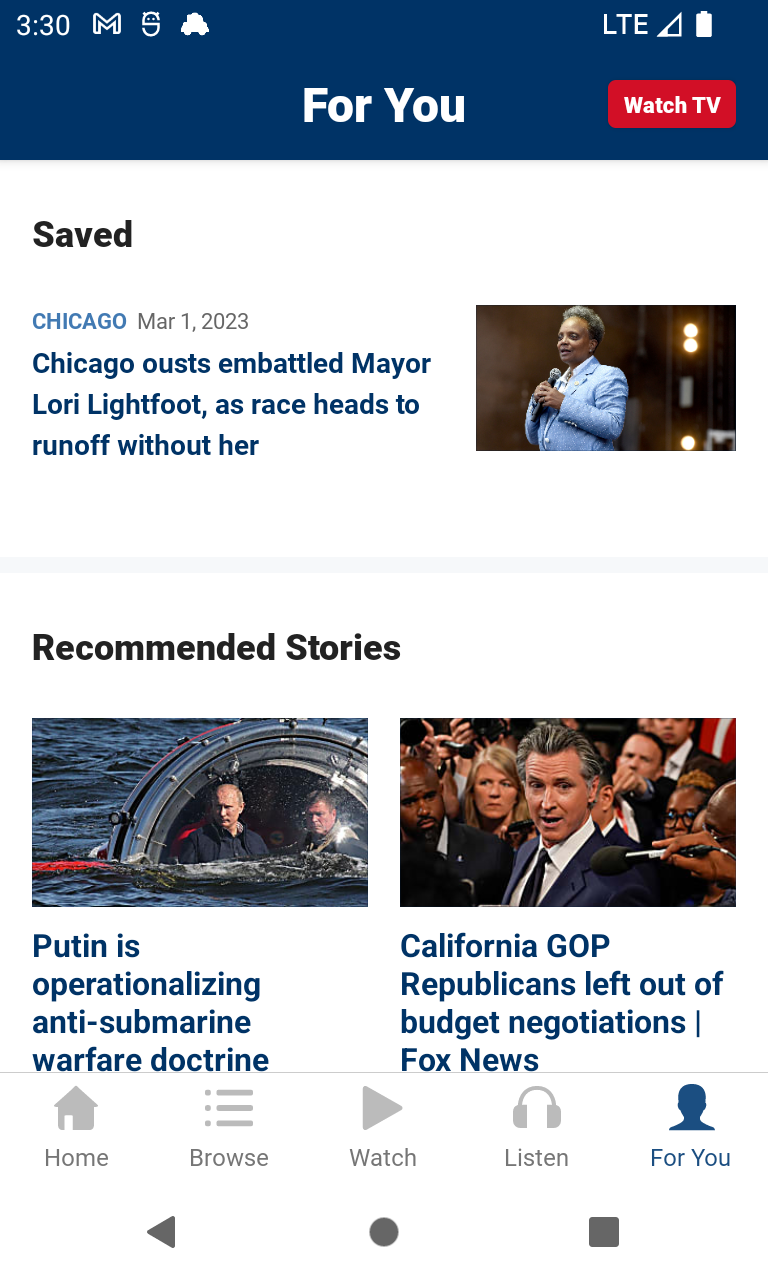 3:30
LTE
For You
Watch TV
Saved
CHICAGO Mar 1, 2023
Chicago ousts embattled Mayor
Lori Lightfoot, as race heads to
runoff without her
Recommended Stories
Putin is
operationalizing
anti-submarine
warfare doctrine
California GOP
Republicans left out of
budget negotiations |
Fox News
Home
Browse
Watch
Listen
For You